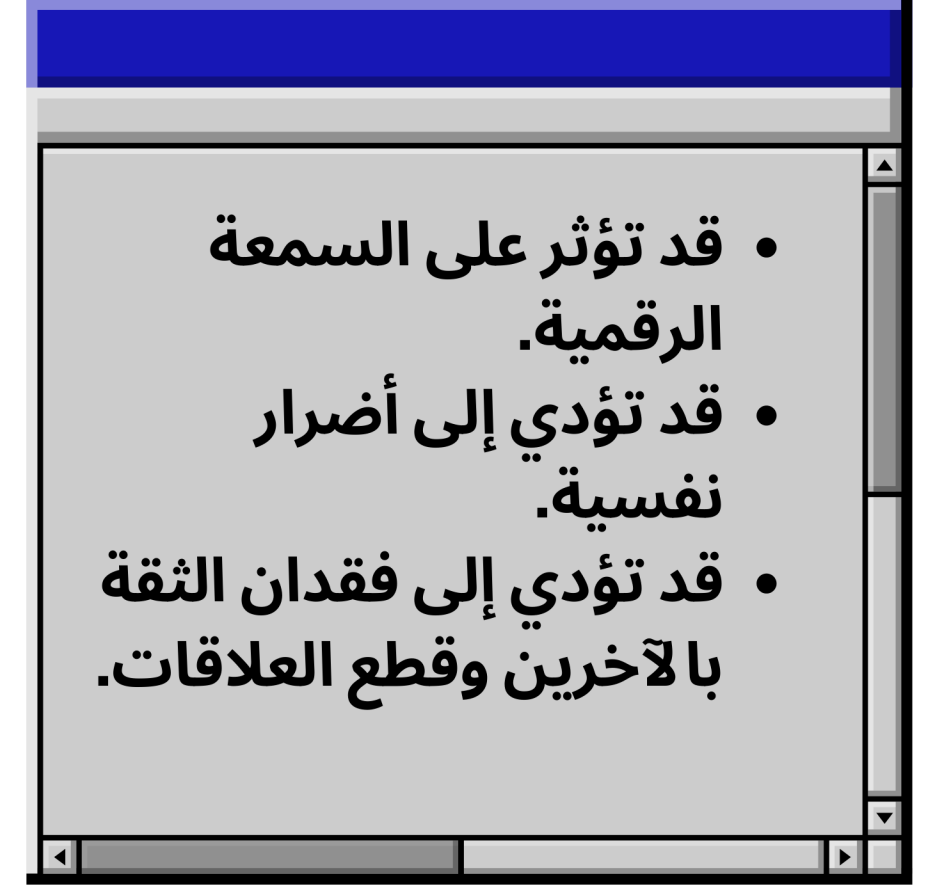 • قد تؤثر على السمعة
الرقمية.
• قد تؤدي إلى أضرار
نفسية.
• قد تؤدي إلى فقدان الثقة
بالآخرين وقطع العلاقات.